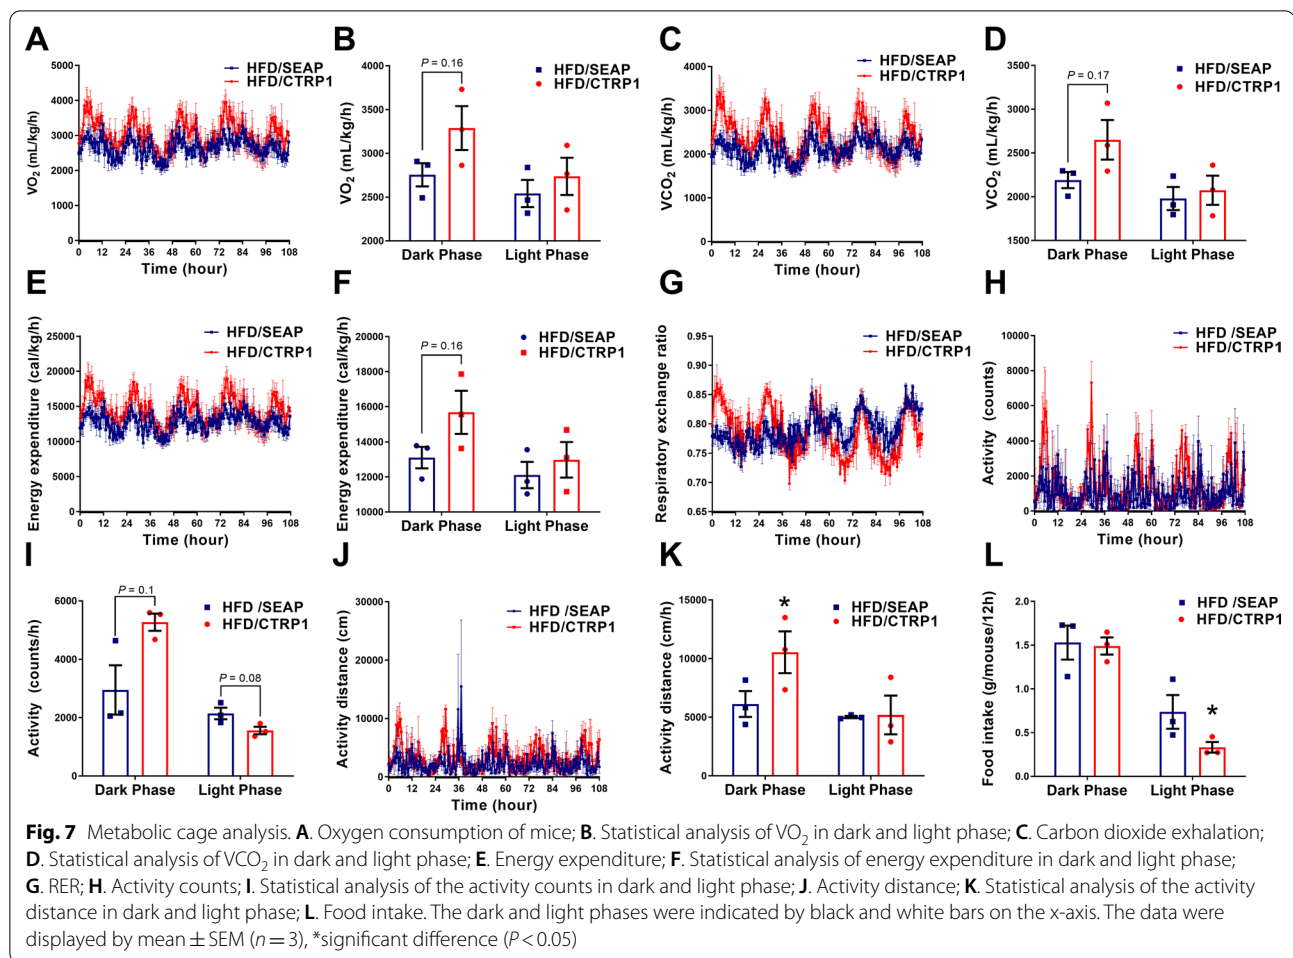 A
B
C
D
HFD/SEAP
HFD/CTRP1
VO2 (mL/kg/h)
5000
4000
3000
2000
1000
0
0 12 24 36 48 60 72 84 96 108
Time (hour)
P = 0.16
HFD/SEAP
HFD/CTRP1
VO2 (mL/kg/h)
4000
3500
3000
2500
2000
Dark Phase Light Phase
HFD/SEAP
HFD/CTRP1
VCO2 (mL/kg/h)
4000
3000
2000
1000
0
0 12 24 36 48 60 72 84 96 108
Time (hour)
P = 0.17
HFD/SEAP
HFD/CTRP1
VCO2 (mL/kg/h)
3500
3000
2500
2000
1500
Dark Phase Light Phase
E
F
G
H
HFD/SEAP
HFD/CTRP1
Energy expenditure (cal/kg/h)
25000
20000
15000
10000
5000
0
0 12 24 36 48 60 72 84 96 108
Time (hour)
P = 0.16
HFD/SEAP
HFD/CTRP1
Energy expenditure (cal/kg/h)
20000
18000
16000
14000
12000
10000
Dark Phase Light Phase
HFD/SEAP
HFD/CTRP1
Respiratory exchange ratio
0.95
0.90
0.85
0.80
0.75
0.70
0.65
0 12 24 36 48 60 72 84 96 108
Time (hour)
HFD /SEAP
HFD/CTRP1
Activity (counts)
10000
8000
6000
4000
2000
0
0 12 24 36 48 60 72 84 96 108
Time (hour)
I
J
K
L
P = 0.1
P = 0.08
HFD /SEAP
HFD/CTRP1
Activity (counts/h)
6000
4000
2000
0
Dark Phase Light Phase
HFD /SEAP
HFD/CTRP1
Activity distance (cm)
30000
25000
20000
15000
10000
5000
0
0 12 24 36 48 60 72 84 96 108
Time (hour)
*
HFD/SEAP
HFD/CTRP1
Activity distance (cm/h)
15000
10000
5000
0
Dark Phase Light Phase
*
HFD /SEAP
HFD/CTRP1
Food intake (g/mouse/12h)
2.0
1.5
1.0
0.5
0.0
Dark Phase Light Phase
Fig. 7 Metabolic cage analysis. A. Oxygen consumption of mice; B. Statistical analysis of VO2 in dark and light phase; C. Carbon dioxide exhalation;
D. Statistical analysis of VCO2 in dark and light phase; E. Energy expenditure; F. Statistical analysis of energy expenditure in dark and light phase;
G. RER; H. Activity counts; I. Statistical analysis of the activity counts in dark and light phase; J. Activity distance; K. Statistical analysis of the activity
distance in dark and light phase; L. Food intake. The dark and light phases were indicated by black and white bars on the x-axis. The data were
displayed by mean ± SEM (n = 3), *significant difference (P < 0.05)